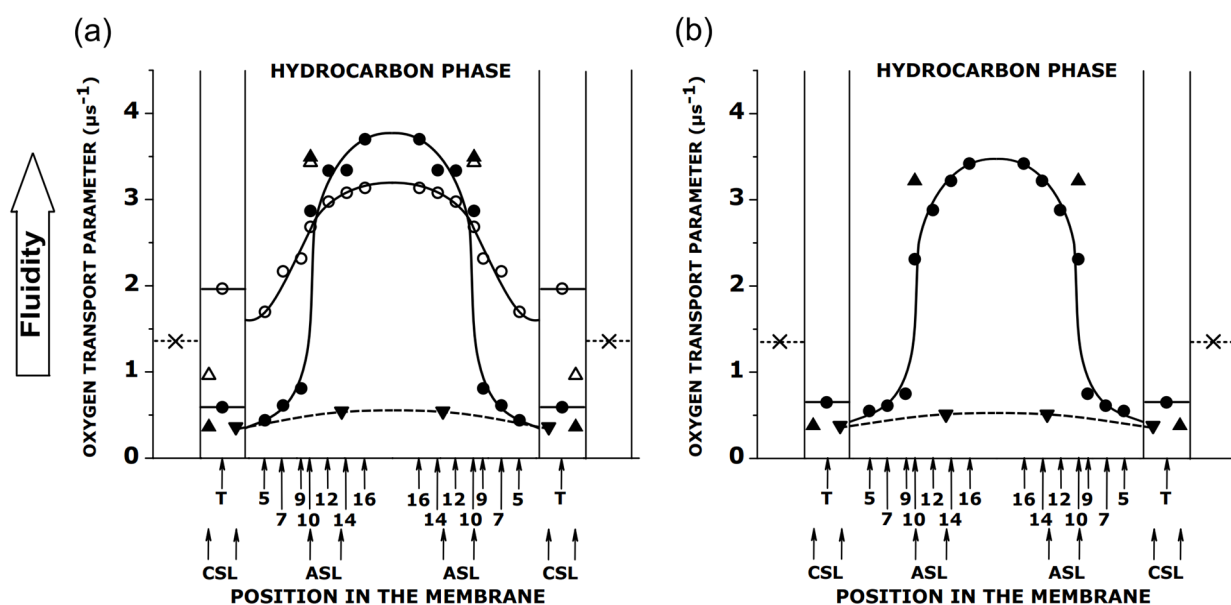 (a)
HYDROCARBON PHASE
Fluidity
OXYGEN TRANSPORT PARAMETER (µs⁻¹)
4
3
2
1
0
T 5 9 12 16 16 12 9 5 T
7 10 14 14 10 7
CSL ASL ASL CSL
POSITION IN THE MEMBRANE
(b)
HYDROCARBON PHASE
OXYGEN TRANSPORT PARAMETER (µs⁻¹)
4
3
2
1
0
T 5 9 12 16 16 12 9 5 T
7 10 14 14 10 7
CSL ASL ASL CSL
POSITION IN THE MEMBRANE